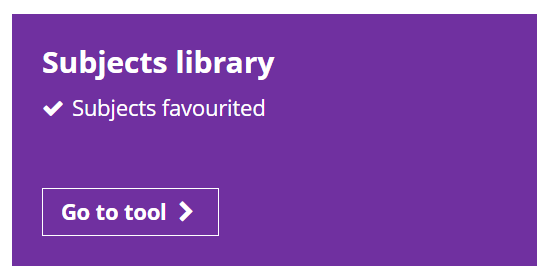 Subjects library
Subjects favourited
Go to tool